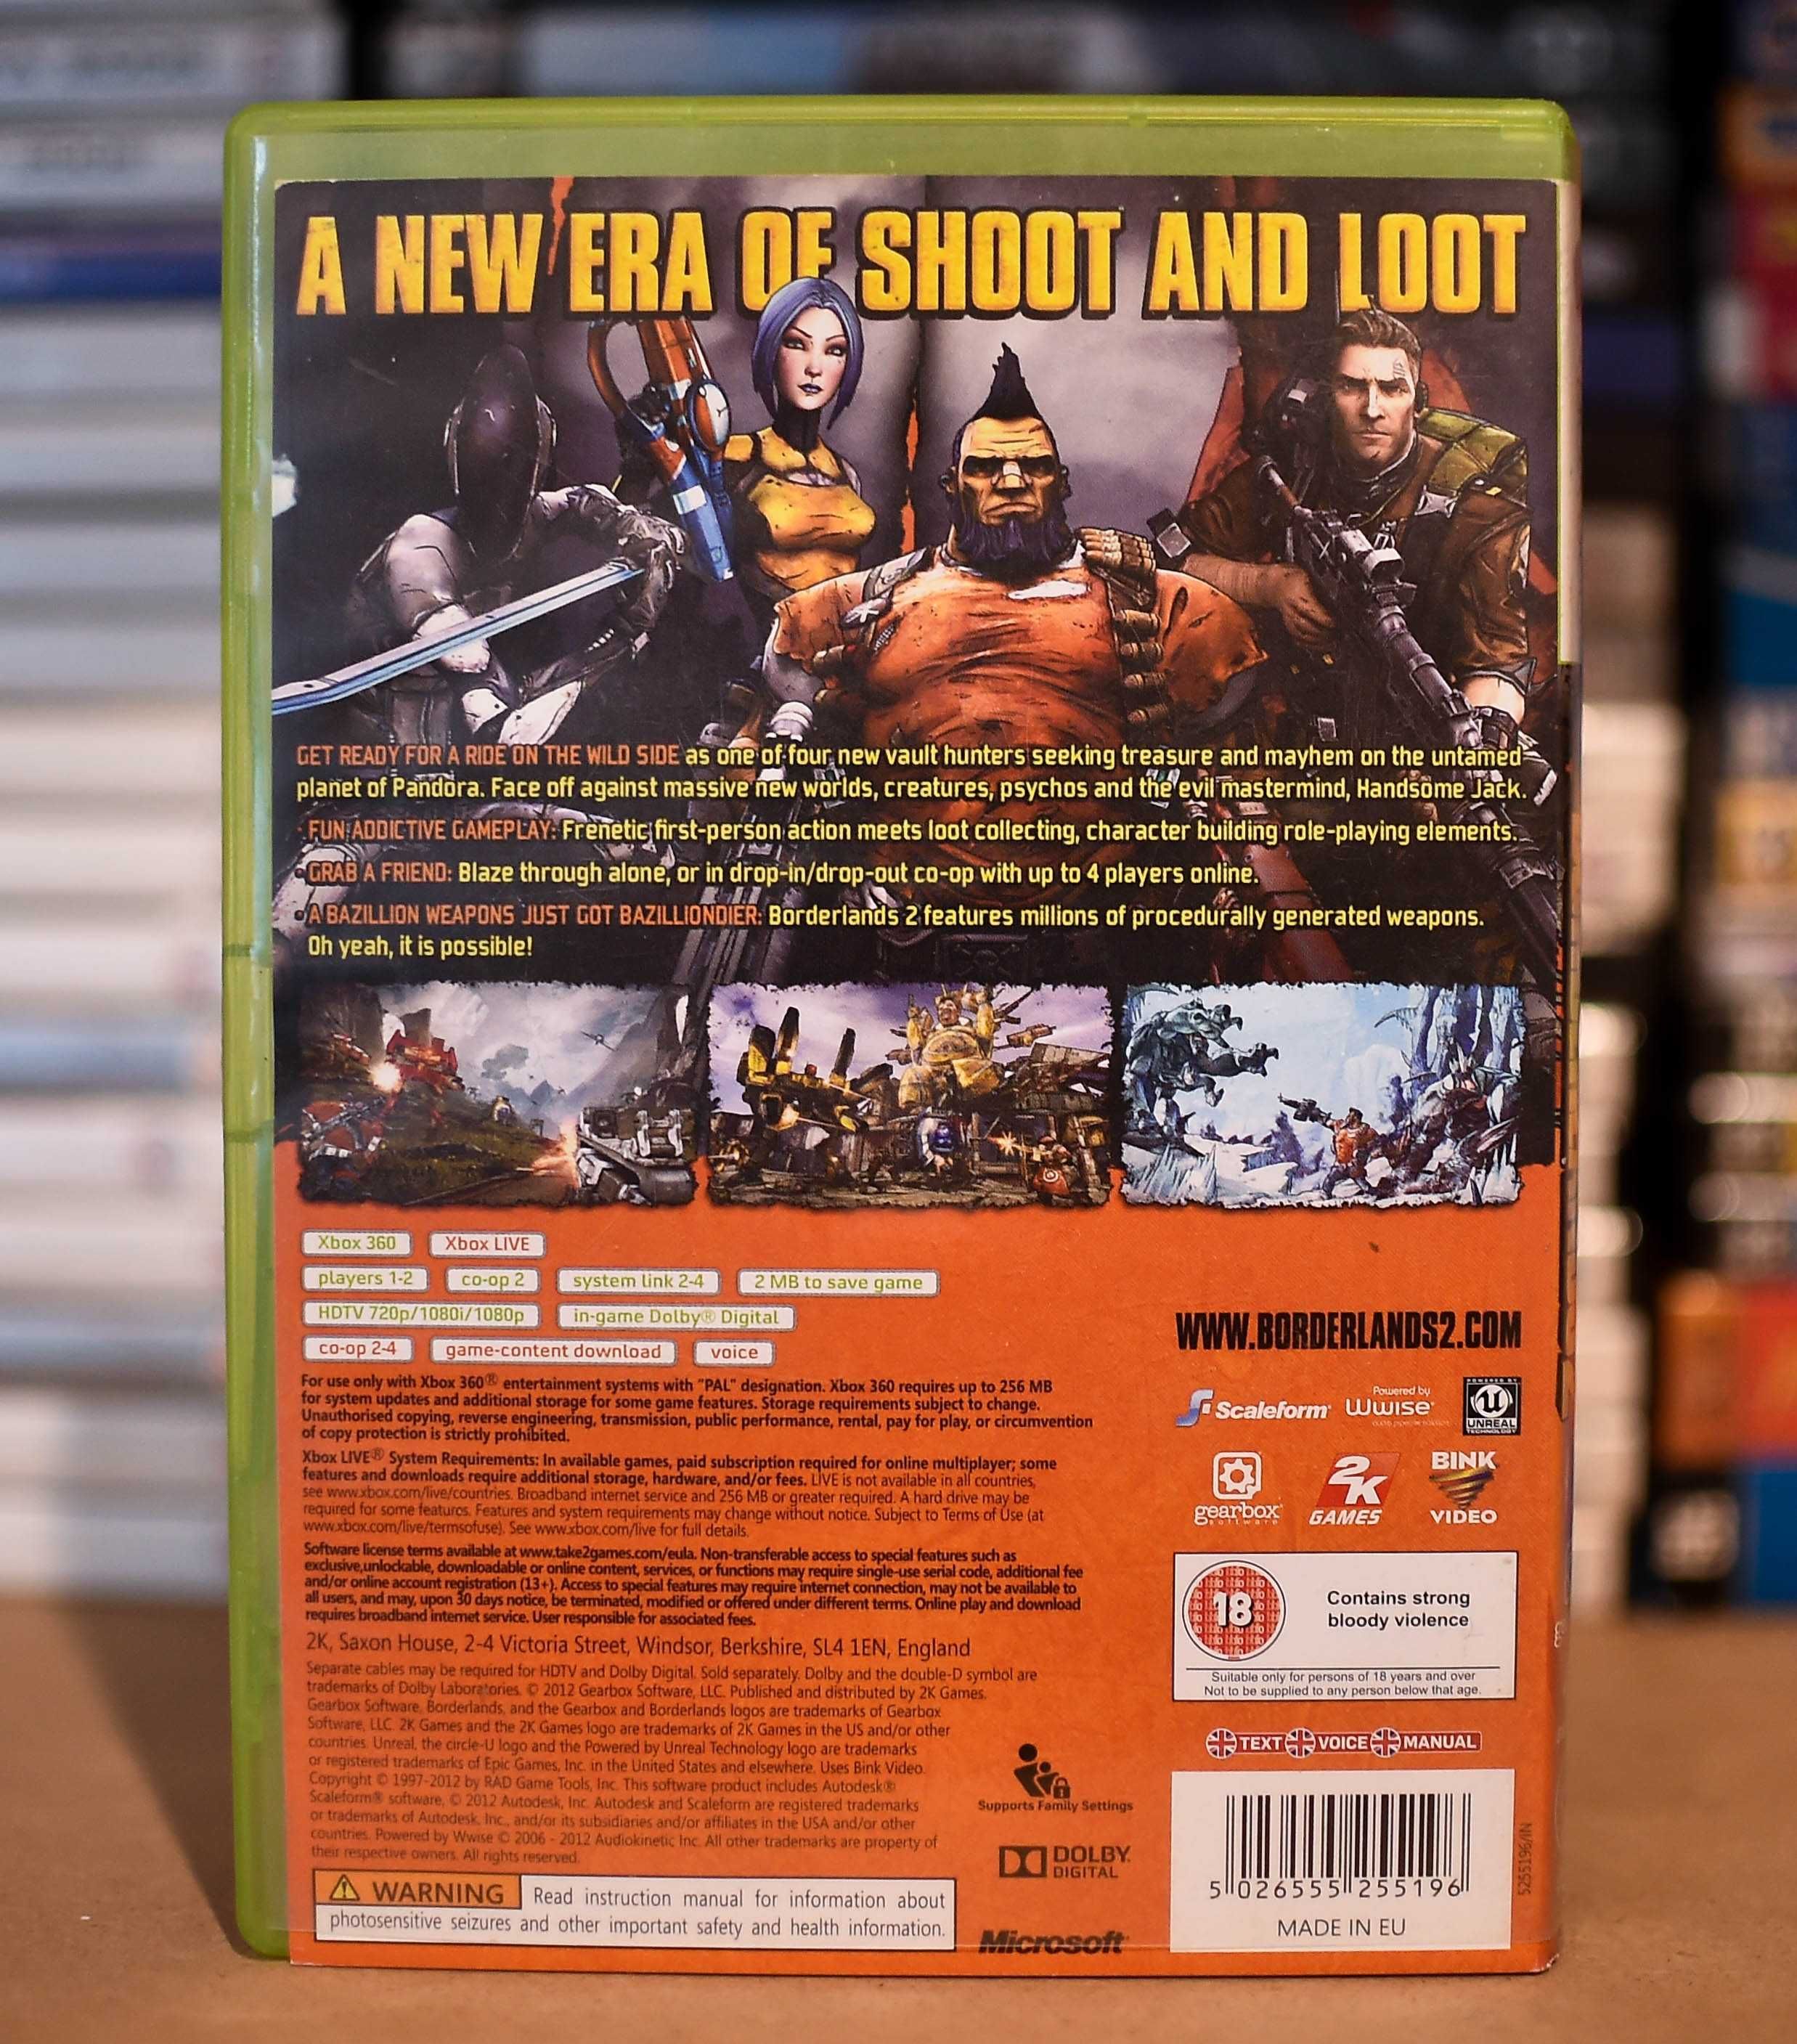 A NEW ERA OF SHOOT AND LOOT
GET READY FOR A RIDE ON THE WILD SIDE as one of four new vault hunters seeking treasure and mayhem on the untamed
planet of Pandora. Face off against massive new worlds, creatures, psychos and the evil mastermind, Handsome Jack.
· FUN ADDICTIVE GAMEPLAY: Frenetic first-person action meets loot collecting, character building role-playing elements.
• GRAB A FRIEND: Blaze through alone, or in drop-in/drop-out co-op with up to 4 players online.
• A BAZILLION WEAPONS JUST GOT BAZILLIONDIER: Borderlands 2 features millions of procedurally generated weapons.
Oh yeah, it is possible!
Xbox 360 Xbox LIVE
players 1-2 co-op 2 system link 2-4 2 MB to save game
HDTV 720p/1080i/1080p in-game Dolby® Digital
co-op 2-4 game-content download voice
For use only with Xbox 360® entertainment systems with "PAL" designation. Xbox 360 requires up to 256 MB
for system updates and additional storage for some game features. Storage requirements subject to change.
Unauthorised copying, reverse engineering, transmission, public performance, rental, pay for play, or circumvention
of copy protection is strictly prohibited.
Xbox LIVE® System Requirements: In available games, paid subscription required for online multiplayer; some
features and downloads require additional storage, hardware, and/or fees. LIVE is not available in all countries,
see www.xbox.com/live/countries. Broadband internet service and 256 MB or greater required. A hard drive may be
required for some featuros. Features and system requirements may change without notice. Subject to Terms of Use (at
www.xbox.com/live/termsofuse). See www.xbox.com/live for full details.
Software license terms available at www.take2games.com/eula. Non-transferable access to special features such as
exclusive,unlockable, downloadable or online content, services, or functions may require single-use serial code, additional fee
and/or online account registration (13+). Access to special features may require internet connection, may not be available to
all users, and may, upon 30 days notice, be terminated, modified or offered under different terms. Online play and download
requires broadband internet service. User responsible for associated fees.
2K, Saxon House, 2-4 Victoria Street, Windsor, Berkshire, SL4 1EN, England
Separate cables may be required for HDTV and Dolby Digital. Sold separately. Dolby and the double-D symbol are
trademarks of Dolby Laboratories. © 2012 Gearbox Software, LLC. Published and distributed by 2K Games.
Gearbox Software, Borderlands, and the Gearbox and Borderlands logos are trademarks of Gearbox
Software, LLC. 2K Games and the 2K Games logo are trademarks of 2K Games in the US and/or other
countries. Unreal, the circle-U logo and the Powered by Unreal Technology logo are trademarks
or registered trademarks of Epic Games, Inc. in the United States and elsewhere. Uses Bink Video.
Copyright © 1997-2012 by RAD Game Tools, Inc. This software product includes Autodesk®
Scaleform® software, © 2012 Autodesk, Inc. Autodesk and Scaleform are registered trademarks
or trademarks of Autodesk, Inc., and/or its subsidiaries and/or affiliates in the USA and/or other
countries. Powered by Wwise © 2006 - 2012 Audiokinetic Inc. All other trademarks are property of
their respective owners. All rights reserved.
WARNING Read instruction manual for information about
photosensitive seizures and other important safety and health information.
Supports Family Settings
DOLBY
DIGITAL
Microsoft
WWW.BORDERLANDS2.COM
Scaleform
Powered by
Wwise
POWERED BY
UNREAL
TECHNOLOGY
gearbox
software
2K
GAMES
BINK
VIDEO
18
Contains strong
bloody violence
Suitable only for persons of 18 years and over
Not to be supplied to any person below that age.
TEXT VOICE MANUAL
5 026555 255196
MADE IN EU
5255196/IN